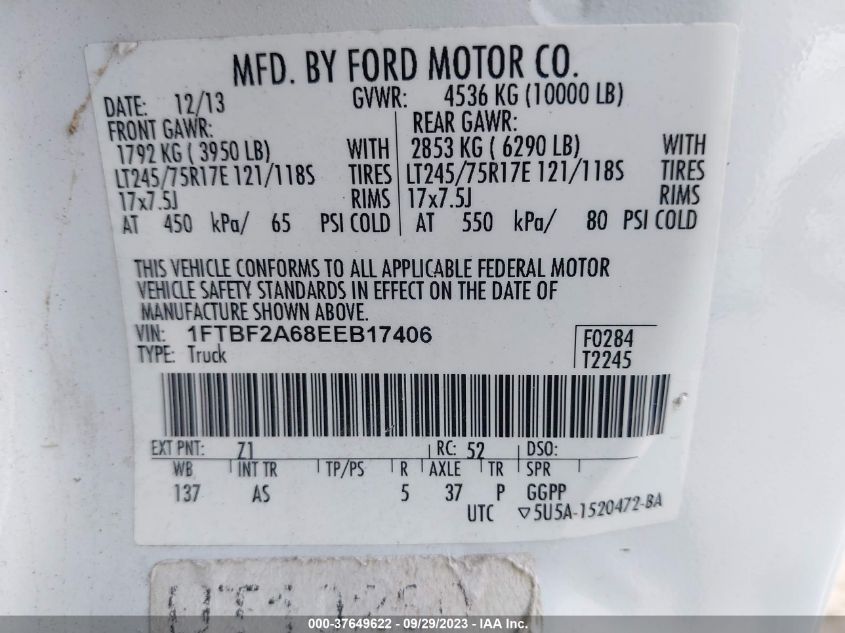 MFD. BY FORD MOTOR CO.
DATE: 12/13 GVWR: 4536 KG (10000 LB)
FRONT GAWR: REAR GAWR:
1792 KG ( 3950 LB) WITH 2853 KG ( 6290 LB) WITH
LT245/75R17E 121/118S TIRES LT245/75R17E 121/118S TIRES
17x7.5J RIMS 17x7.5J RIMS
AT 450 kPa/ 65 PSI COLD AT 550 kPa/ 80 PSI COLD
THIS VEHICLE CONFORMS TO ALL APPLICABLE FEDERAL MOTOR
VEHICLE SAFETY STANDARDS IN EFFECT ON THE DATE OF
MANUFACTURE SHOWN ABOVE.
VIN: 1FTBF2A68EEB17406 F0284
TYPE: Truck T2245
EXT PNT: Z1 RC: 52 DSO:
WB INT TR TP/PS R AXLE TR SPR
137 AS 5 37 P GGPP
UTC ▽5U5A-1520472-BA
000-37649622 - 09/29/2023 - IAA Inc.